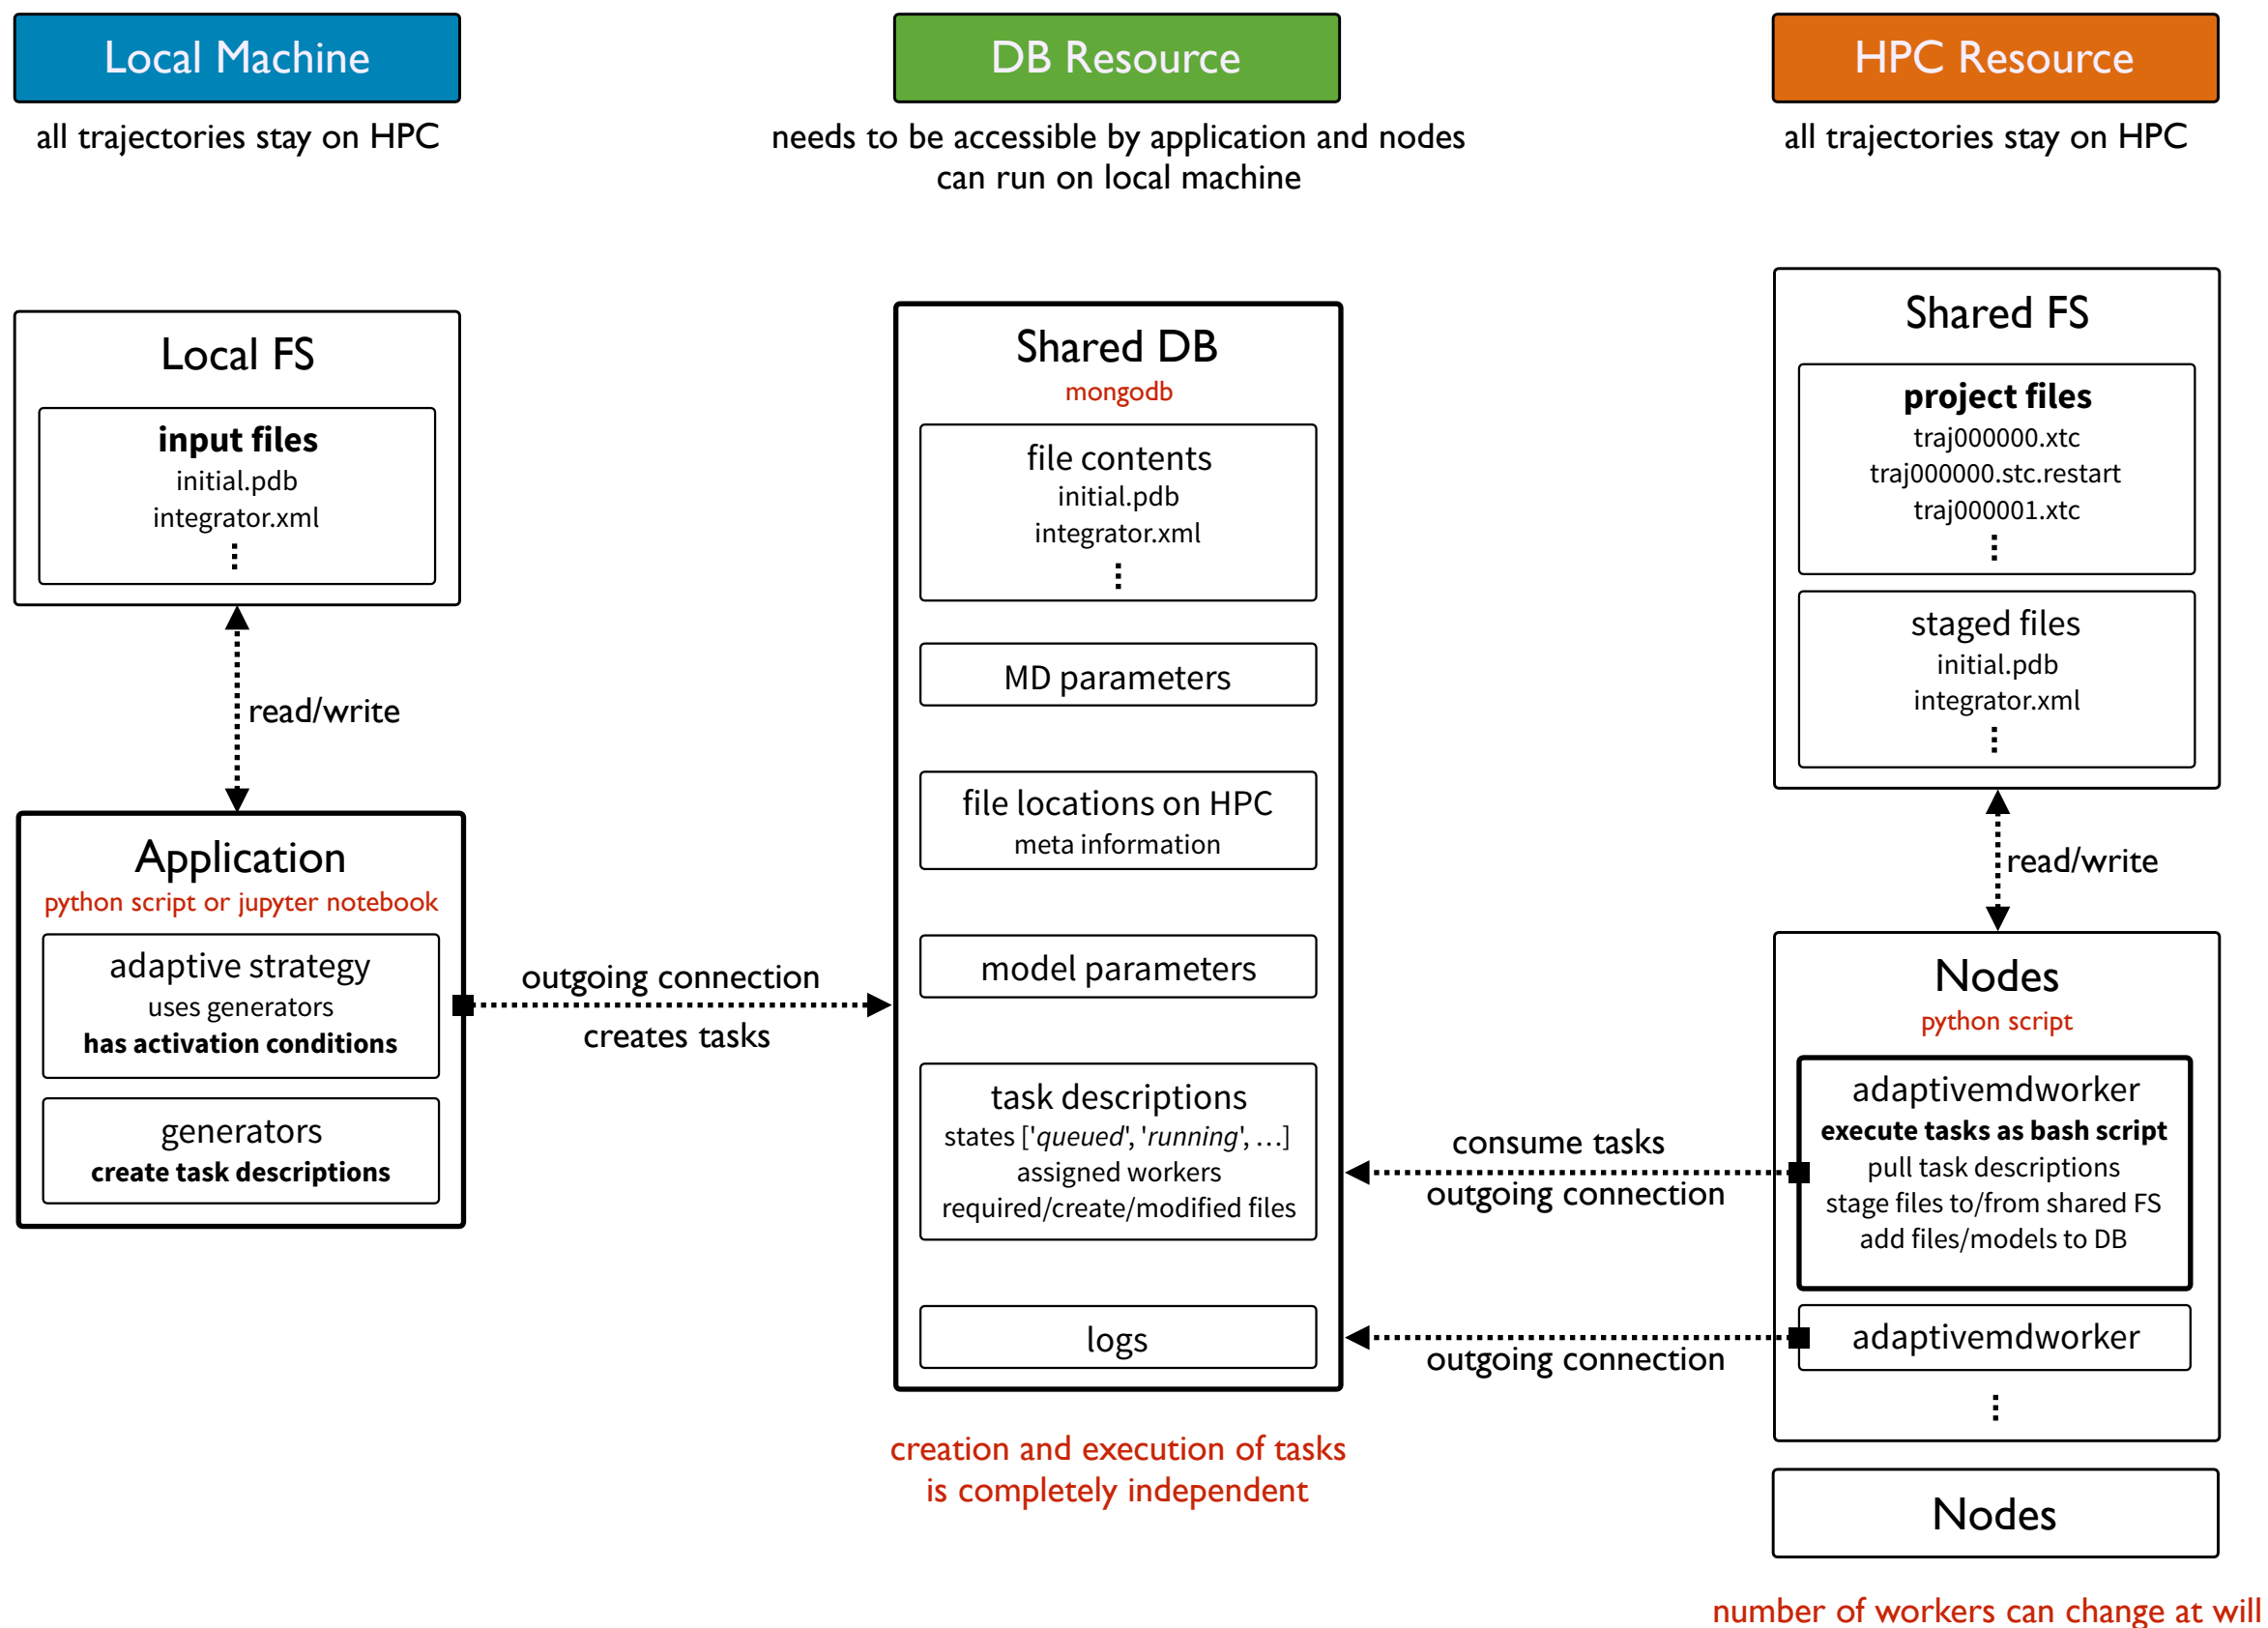 Local Machine
all trajectories stay on HPC
Local FS
input files
initial.pdb
integrator.xml
⋮
read/write
Application
python script or jupyter notebook
adaptive strategy
uses generators
has activation conditions
generators
create task descriptions
outgoing connection
creates tasks
DB Resource
needs to be accessible by application and nodes
can run on local machine
Shared DB
mongodb
file contents
initial.pdb
integrator.xml
⋮
MD parameters
file locations on HPC
meta information
model parameters
task descriptions
states ['queued', 'running', …]
assigned workers
required/create/modified files
logs
creation and execution of tasks
is completely independent
consume tasks
outgoing connection
outgoing connection
HPC Resource
all trajectories stay on HPC
Shared FS
project files
traj000000.xtc
traj000000.stc.restart
traj000001.xtc
⋮
staged files
initial.pdb
integrator.xml
⋮
read/write
Nodes
python script
adaptivemdworker
execute tasks as bash script
pull task descriptions
stage files to/from shared FS
add files/models to DB
adaptivemdworker
⋮
Nodes
number of workers can change at will